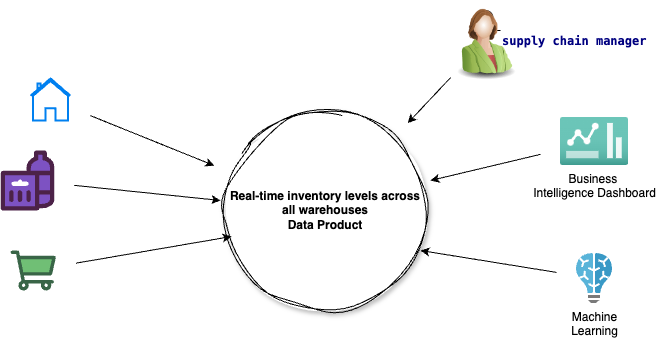 supply chain manager
Real-time inventory levels across
all warehouses
Data Product
Business
Intelligence Dashboard
Machine
Learning